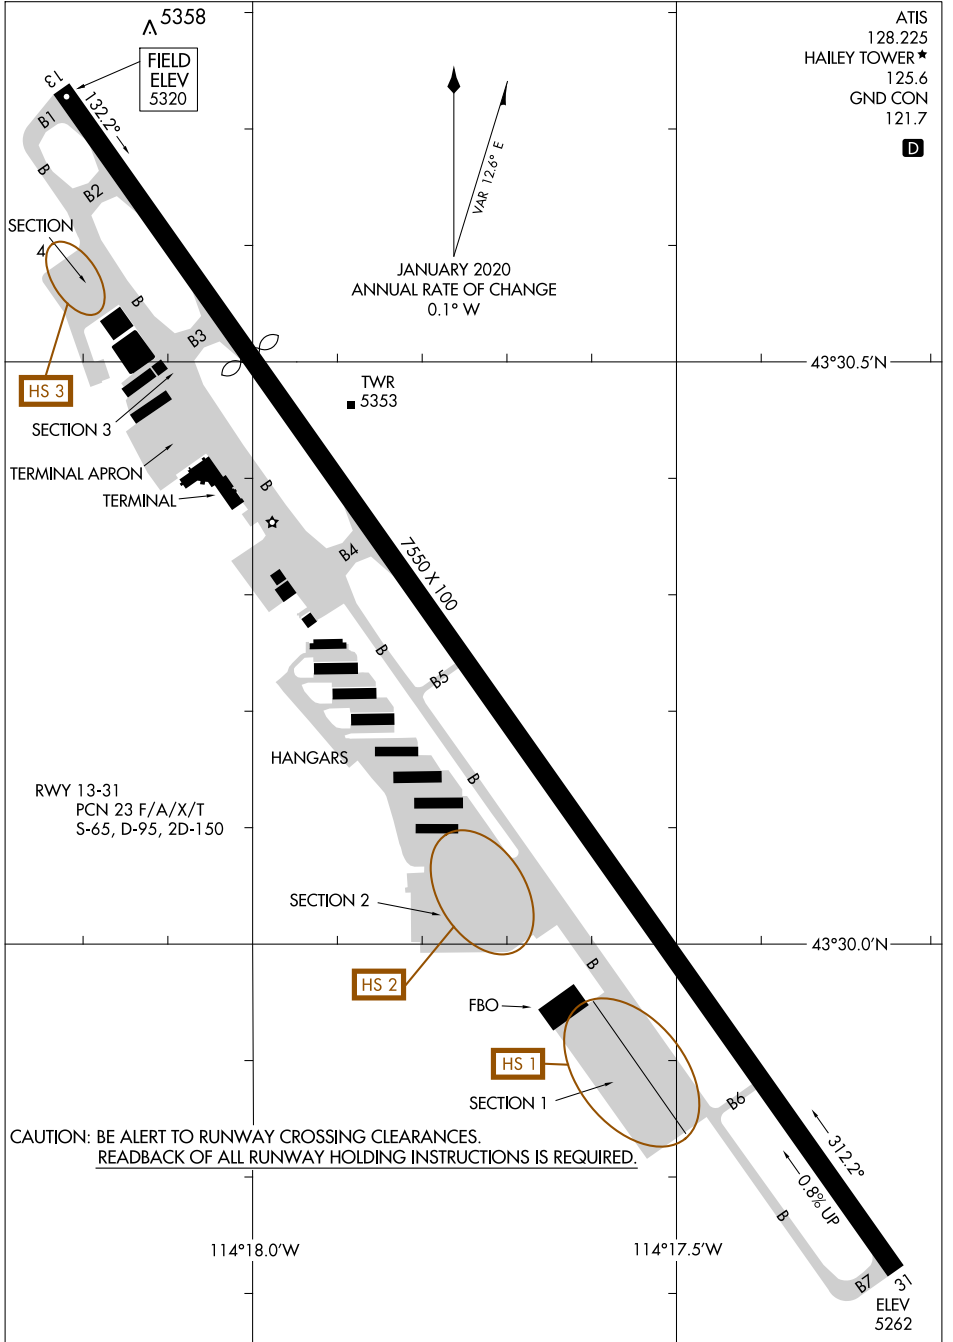 5358
FIELD
ELEV
5320
ATIS
128.225
HAILEY TOWER
125.6
GND CON
121.7
D
13
132.2°
B1
B
B2
VAR 12.6° E
JANUARY 2020
ANNUAL RATE OF CHANGE
0.1° W
SECTION
4
B
B3
HS 3
43°30.5'N
TWR
5353
SECTION 3
TERMINAL APRON
TERMINAL
B
B4
7550 X 100
B
B5
HANGARS
B
RWY 13-31
PCN 23 F/A/X/T
S-65, D-95, 2D-150
SECTION 2
43°30.0'N
B
HS 2
FBO
HS 1
SECTION 1
B6
CAUTION: BE ALERT TO RUNWAY CROSSING CLEARANCES.
READBACK OF ALL RUNWAY HOLDING INSTRUCTIONS IS REQUIRED.
312.2°
0.8% UP
B
114°18.0'W
114°17.5'W
B7
31
ELEV
5262